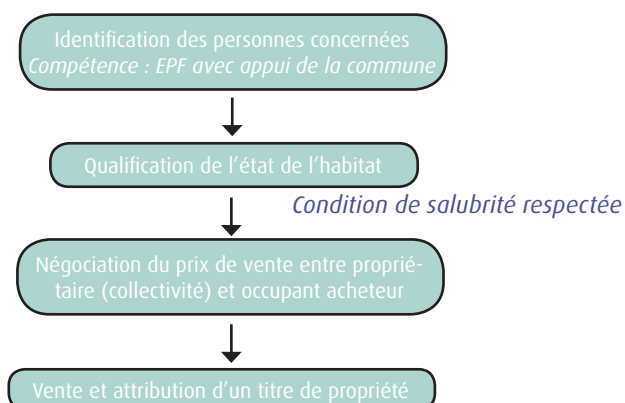 Identification des personnes concernées
Compétence : EPF avec appui de la commune
Qualification de l'état de l'habitat
Condition de salubrité respectée
Négociation du prix de vente entre proprié-
taire (collectivité) et occupant acheteur
Vente et attribution d'un titre de propriété